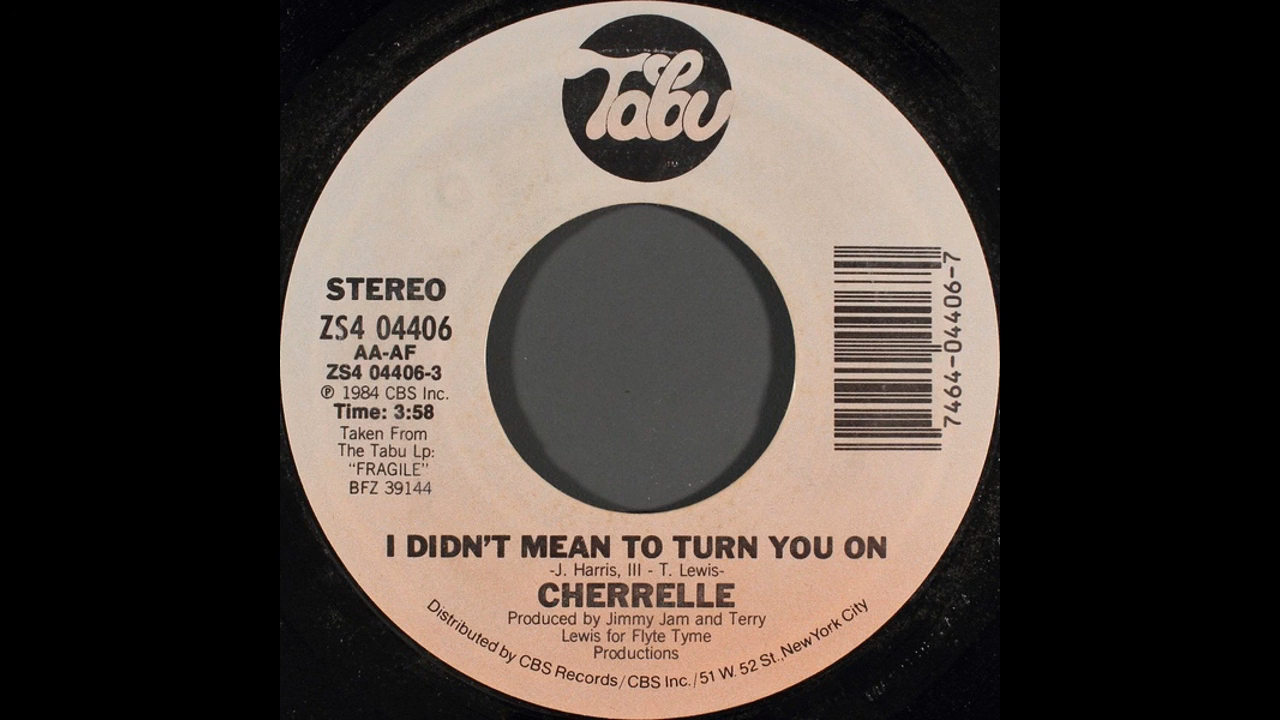 Tabu
STEREO
ZS4 04406
AA-AF
ZS4 04406-3
℗ 1984 CBS Inc.
Time: 3:58
Taken From
The Tabu Lp:
"FRAGILE"
BFZ 39144
7464-04406-7
I DIDN'T MEAN TO TURN YOU ON
-J. Harris, III - T. Lewis-
CHERRELLE
Produced by Jimmy Jam and Terry
Lewis for Flyte Tyme
Productions
Distributed by CBS Records/CBS Inc./51 W. 52 St., New York City